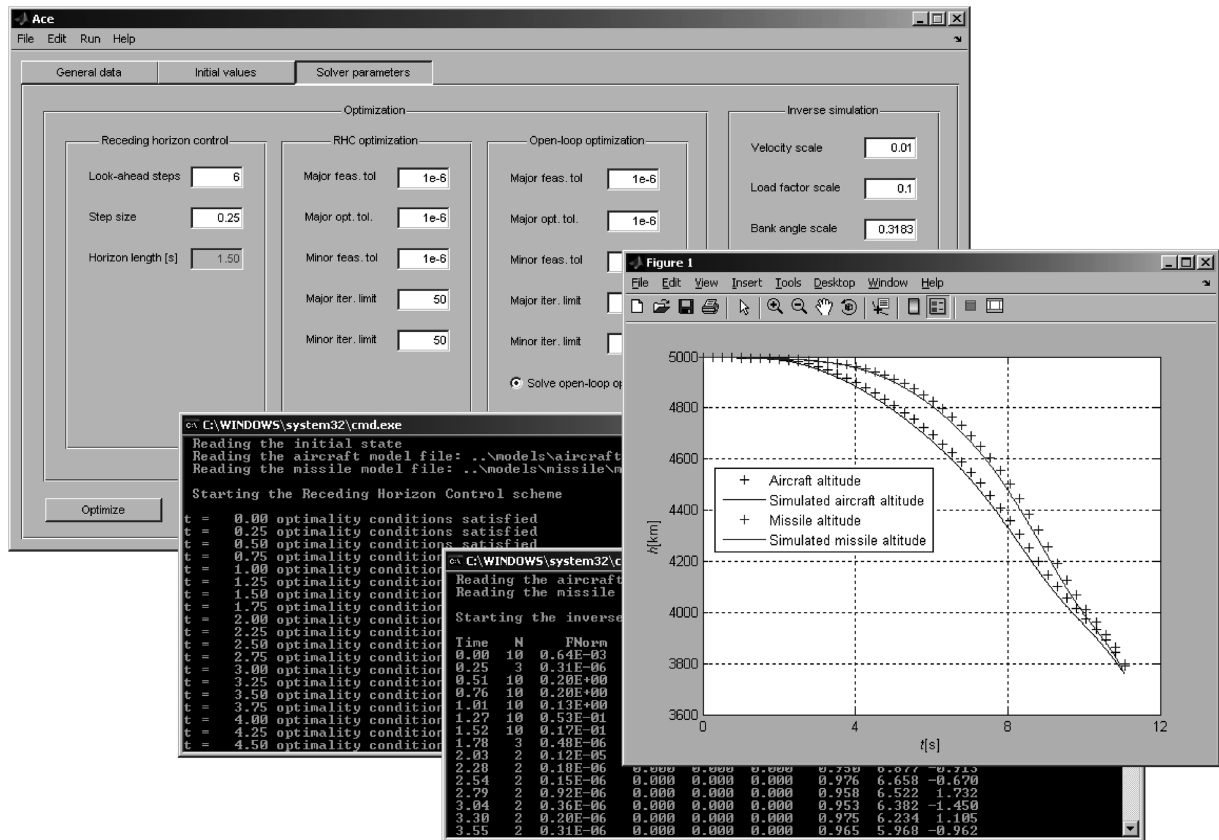 Ace
File Edit Run Help
General data Initial values Solver parameters
Optimization
Receding horizon control
Look-ahead steps 6
Step size 0.25
Horizon length [s] 1.50
RHC optimization
Major feas. tol 1e-6
Major opt. tol. 1e-6
Minor feas. tol 1e-6
Major iter. limit 50
Minor iter. limit 50
Open-loop optimization
Major feas. tol 1e-6
Major opt. tol. 1e-6
Minor feas. tol
Major iter. limit
Minor iter. limit
Solve open-loop op
Inverse simulation
Velocity scale 0.01
Load factor scale 0.1
Bank angle scale 0.3183
Optimize
C:\WINDOWS\system32\cmd.exe
Reading the initial state
Reading the aircraft model file: ..\models\aircraft
Reading the missile model file: ..\models\missile\m
Starting the Receding Horizon Control scheme
t = 0.00 optimality conditions satisfied
t = 0.25 optimality conditions satisfied
t = 0.50 optimality conditions satisfied
t = 0.75 optimality condition
t = 1.00 optimality condition
t = 1.25 optimality condition
t = 1.50 optimality condition
t = 1.75 optimality condition
t = 2.00 optimality condition
t = 2.25 optimality condition
t = 2.50 optimality condition
t = 2.75 optimality condition
t = 3.00 optimality condition
t = 3.25 optimality condition
t = 3.50 optimality condition
t = 3.75 optimality condition
t = 4.00 optimality condition
t = 4.25 optimality condition
t = 4.50 optimality condition
C:\WINDOWS\system32\c
Reading the aircraft
Reading the missile
Starting the inverse
Time N FNorm
0.00 10 0.64E-03
0.25 3 0.31E-06
0.51 10 0.20E+00
0.76 10 0.20E+00
1.01 10 0.13E+00
1.27 10 0.53E-01
1.52 10 0.17E-01
1.78 3 0.48E-06
2.03 2 0.12E-05
2.28 2 0.18E-06 0.000 0.000 0.000 0.950 6.877 -0.913
2.54 2 0.15E-06 0.000 0.000 0.000 0.976 6.658 -0.670
2.79 2 0.92E-06 0.000 0.000 0.000 0.958 6.522 1.732
3.04 2 0.36E-06 0.000 0.000 0.000 0.953 6.382 -1.450
3.30 2 0.20E-06 0.000 0.000 0.000 0.975 6.234 1.105
3.55 2 0.31E-06 0.000 0.000 0.000 0.965 5.968 -0.962
Figure 1
File Edit View Insert Tools Desktop Window Help
5000
4800
4600
4400
4200
4000
3800
3600
h[km]
Aircraft altitude
Simulated aircraft altitude
Missile altitude
Simulated missile altitude
0 4 8 12
t[s]